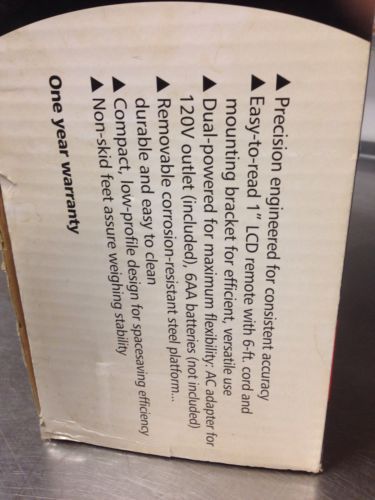 ▲ Precision engineered for consistent accuracy
▲ Easy-to-read 1" LCD remote with 6-ft. cord and
mounting bracket for efficient, versatile use
▲ Dual-powered for maximum flexibility: AC adapter for
120V outlet (included), 6AA batteries (not included)
▲ Removable corrosion-resistant steel platform...
durable and easy to clean
▲ Compact, low-profile design for spacesaving efficiency
▲ Non-skid feet assure weighing stability
One year warranty